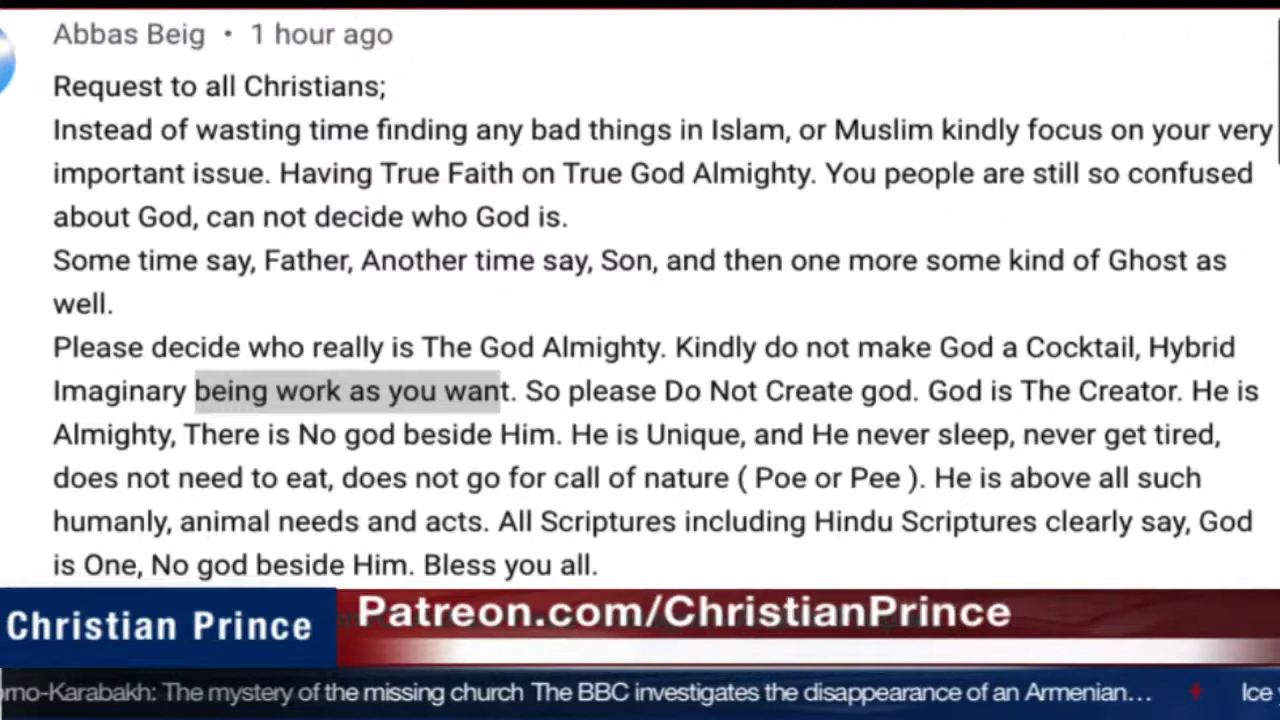 Abbas Beig • 1 hour ago
Request to all Christians;
Instead of wasting time finding any bad things in Islam, or Muslim kindly focus on your very
important issue. Having True Faith on True God Almighty. You people are still so confused
about God, can not decide who God is.
Some time say, Father, Another time say, Son, and then one more some kind of Ghost as
well.
Please decide who really is The God Almighty. Kindly do not make God a Cocktail, Hybrid
Imaginary being work as you want. So please Do Not Create god. God is The Creator. He is
Almighty, There is No god beside Him. He is Unique, and He never sleep, never get tired,
does not need to eat, does not go for call of nature ( Poe or Pee ). He is above all such
humanly, animal needs and acts. All Scriptures including Hindu Scriptures clearly say, God
is One, No god beside Him. Bless you all.
Christian Prince
Patreon.com/ChristianPrince
omo-Karabakh: The mystery of the missing church The BBC investigates the disappearance of an Armenian… Ice